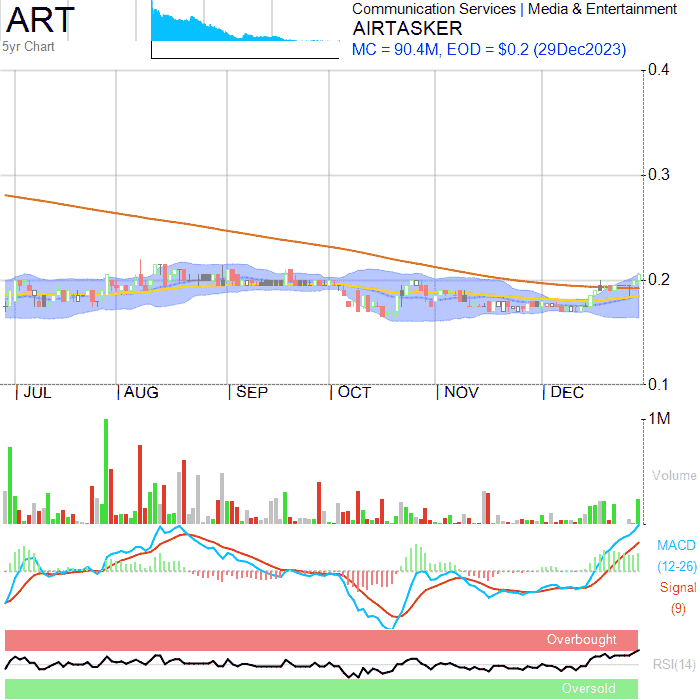 ART
5yr Chart
Communication Services | Media & Entertainment
AIRTASKER
MC = 90.4M, EOD = $0.2 (29Dec2023)
0.4
0.3
0.2
0.1
JUL AUG SEP OCT NOV DEC
1M
Volume
MACD
(12-26)
Signal
(9)
Overbought
RSI(14)
Oversold